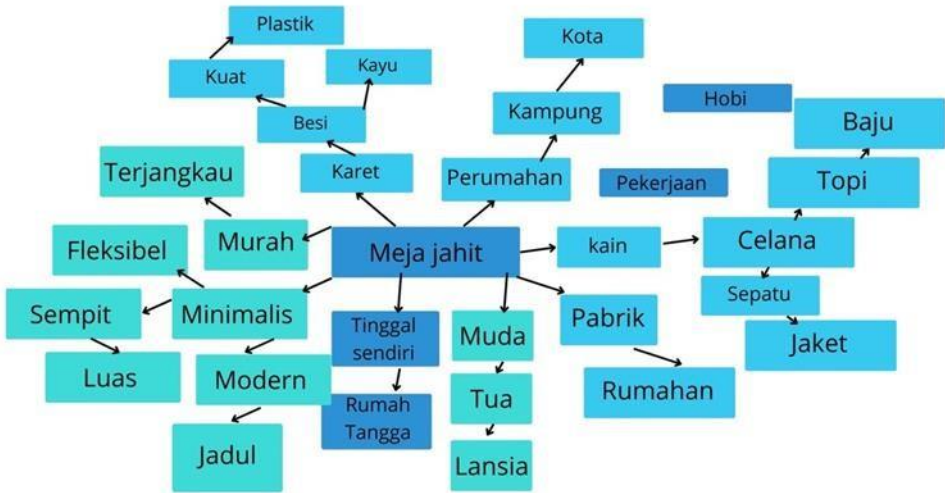 Plastik
Kota
Kuat
Kayu
Hobi
Kampung
Baju
Besi
Terjangkau
Karet
Perumahan
Pekerjaan
Topi
Murah
Fleksibel
Meja jahit
kain
Celana
Sempit
Minimalis
Tinggal
sendiri
Muda
Pabrik
Sepatu
Jaket
Luas
Modern
Rumah
Tangga
Tua
Rumahan
Jadul
Lansia